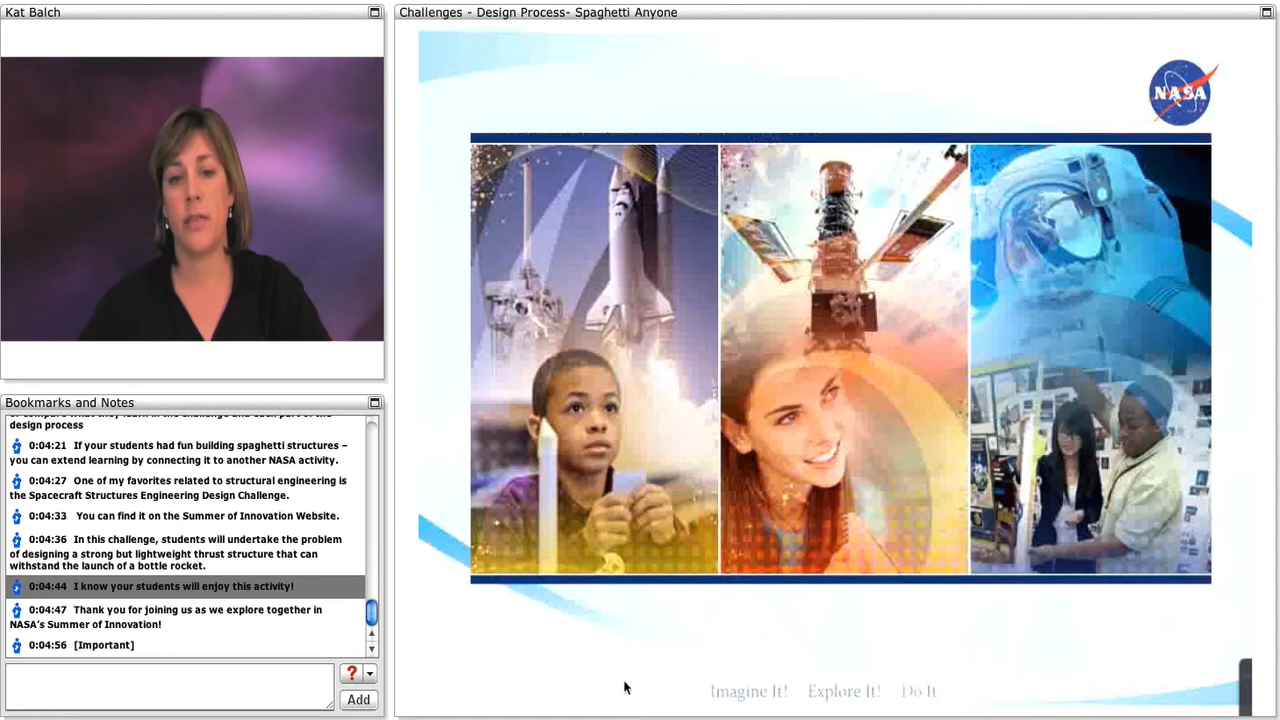 Kat Balch
Challenges - Design Process- Spaghetti Anyone
NASA
Bookmarks and Notes
design process
0:04:21 If your students had fun building spaghetti structures –
you can extend learning by connecting it to another NASA activity.
0:04:27 One of my favorites related to structural engineering is
the Spacecraft Structures Engineering Design Challenge.
0:04:33 You can find it on the Summer of Innovation Website.
0:04:36 In this challenge, students will undertake the problem
of designing a strong but lightweight thrust structure that can
withstand the launch of a bottle rocket.
0:04:44 I know your students will enjoy this activity!
0:04:47 Thank you for joining us as we explore together in
NASA’s Summer of Innovation!
0:04:56 [Important]
?
Add
Imagine It! Explore It! Do It